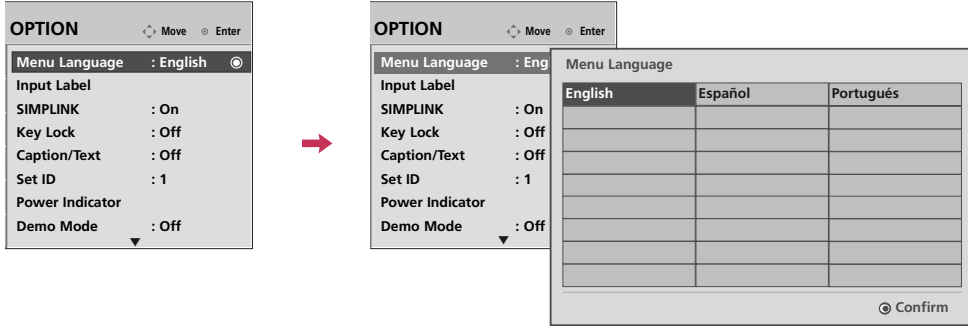 OPTION Move Enter
Menu Language : English
Input Label
SIMPLINK : On
Key Lock : Off
Caption/Text : Off
Set ID : 1
Power Indicator
Demo Mode : Off
OPTION Move Enter
Menu Language : Eng
Input Label
SIMPLINK : On
Key Lock : Off
Caption/Text : Off
Set ID : 1
Power Indicator
Demo Mode : Off
Menu Language
English Español Portugués
Confirm